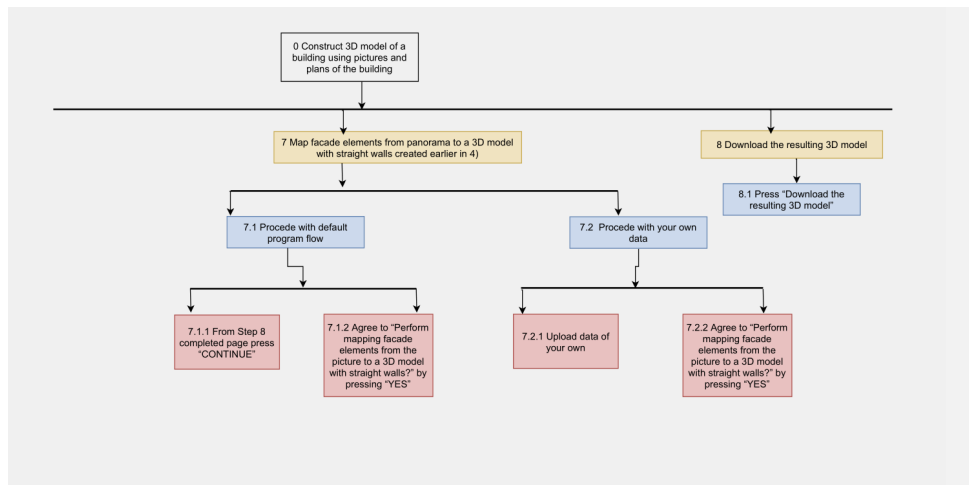 0 Construct 3D model of a
building using pictures and
plans of the building
7 Map facade elements from panorama to a 3D model
with straight walls created earlier in 4)
8 Download the resulting 3D model
8.1 Press “Download the
resulting 3D model”
7.1 Procede with default
program flow
7.2 Procede with your own
data
7.1.1 From Step 8
completed page press
“CONTINUE”
7.1.2 Agree to “Perform
mapping facade
elements from the
picture to a 3D model
with straight walls?” by
pressing “YES”
7.2.1 Upload data of
your own
7.2.2 Agree to “Perform
mapping facade
elements from the
picture to a 3D model
with straight walls?” by
pressing “YES”